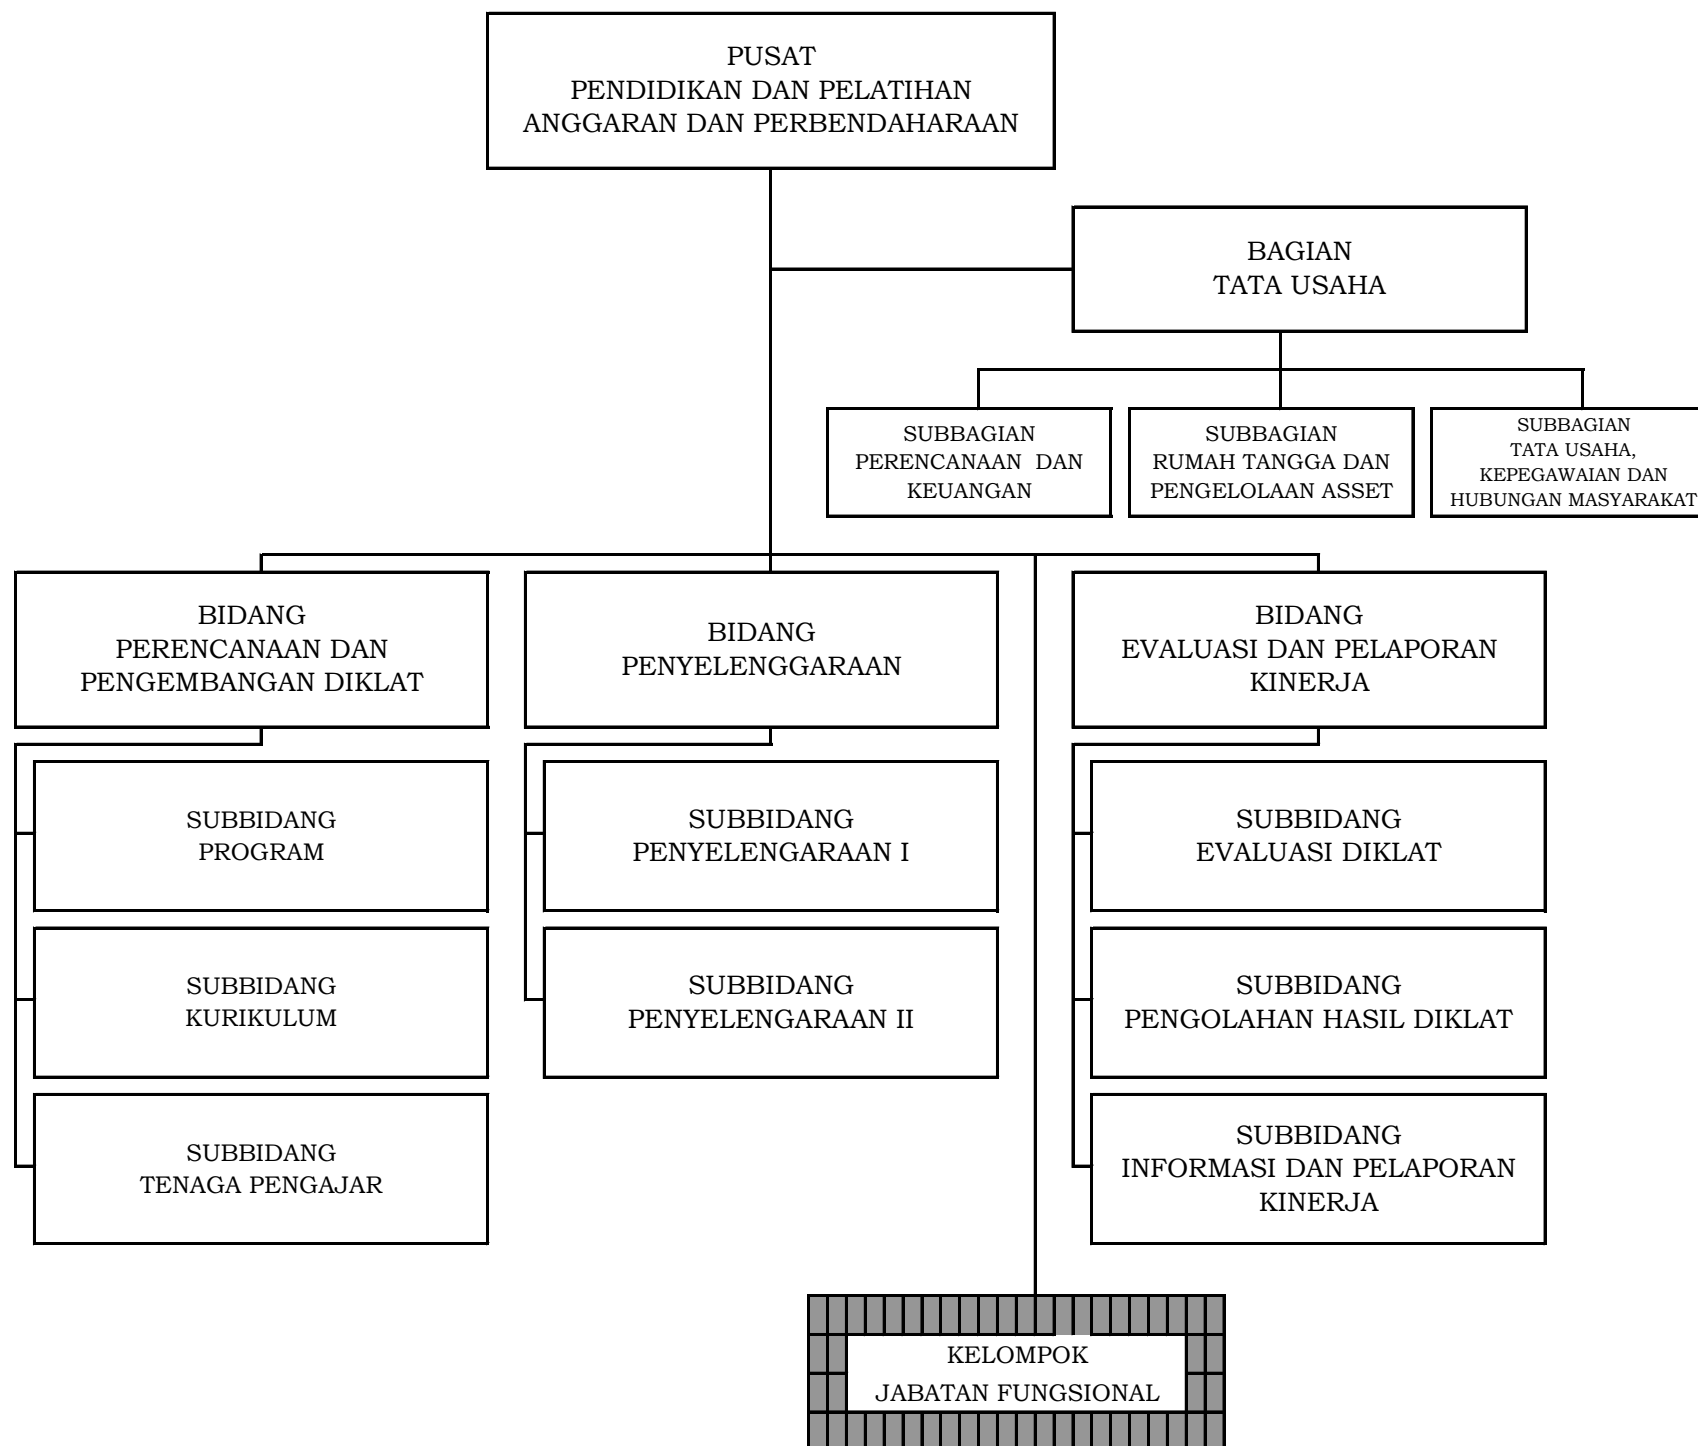 PUSAT
PENDIDIKAN DAN PELATIHAN
ANGGARAN DAN PERBENDAHARAAN
BAGIAN
TATA USAHA
SUBBAGIAN
PERENCANAAN DAN
KEUANGAN
SUBBAGIAN
RUMAH TANGGA DAN
PENGELOLAAN ASSET
SUBBAGIAN
TATA USAHA,
KEPEGAWAIAN DAN
HUBUNGAN MASYARAKAT
BIDANG
PERENCANAAN DAN
PENGEMBANGAN DIKLAT
BIDANG
PENYELENGGARAAN
BIDANG
EVALUASI DAN PELAPORAN
KINERJA
SUBBIDANG
PROGRAM
SUBBIDANG
PENYELENGARAAN I
SUBBIDANG
EVALUASI DIKLAT
SUBBIDANG
KURIKULUM
SUBBIDANG
PENYELENGARAAN II
SUBBIDANG
PENGOLAHAN HASIL DIKLAT
SUBBIDANG
TENAGA PENGAJAR
SUBBIDANG
INFORMASI DAN PELAPORAN
KINERJA
KELOMPOK
JABATAN FUNGSIONAL